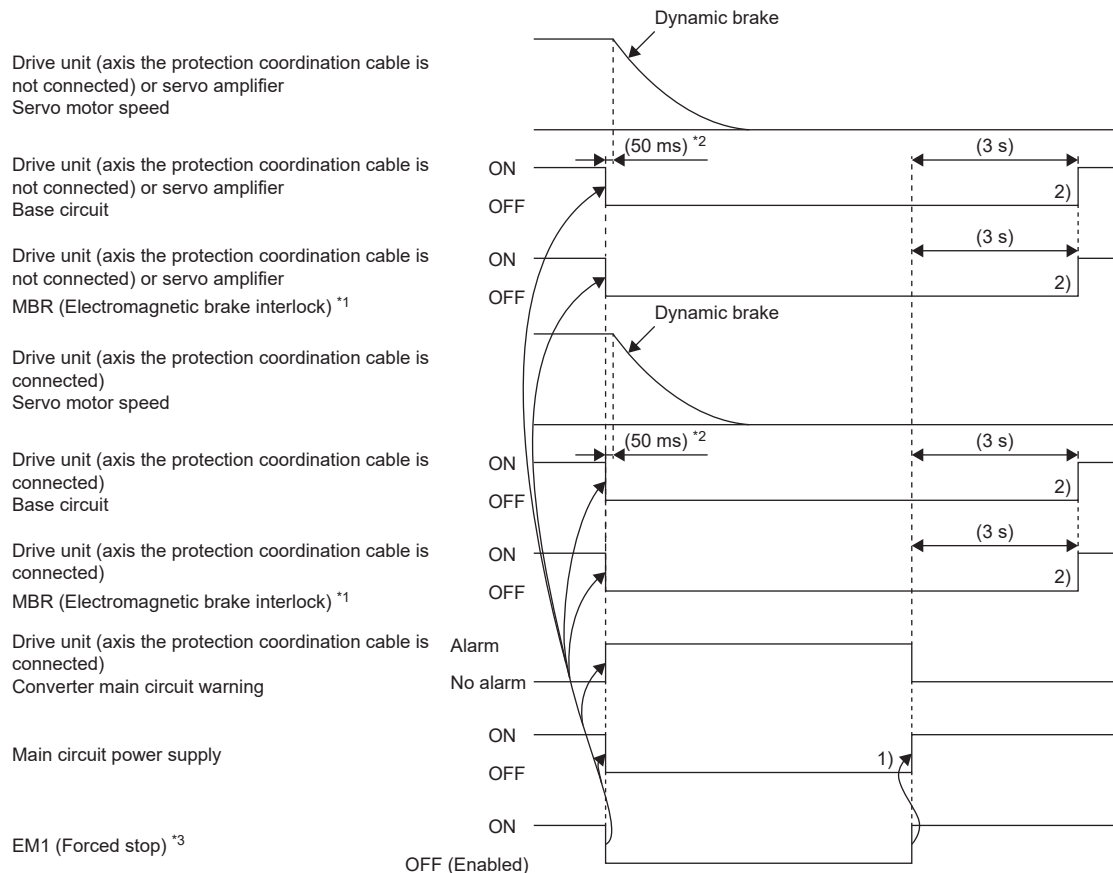 Dynamic brake
Drive unit (axis the protection coordination cable is
not connected) or servo amplifier
Servo motor speed
(50 ms) *2
(3 s)
Drive unit (axis the protection coordination cable is
not connected) or servo amplifier
Base circuit
ON
OFF
2)
(3 s)
Drive unit (axis the protection coordination cable is
not connected) or servo amplifier
MBR (Electromagnetic brake interlock) *1
ON
OFF
2)
Dynamic brake
Drive unit (axis the protection coordination cable is
connected)
Servo motor speed
(50 ms) *2
(3 s)
Drive unit (axis the protection coordination cable is
connected)
Base circuit
ON
OFF
2)
(3 s)
Drive unit (axis the protection coordination cable is
connected)
MBR (Electromagnetic brake interlock) *1
ON
OFF
2)
Drive unit (axis the protection coordination cable is
connected)
Converter main circuit warning
Alarm
No alarm
Main circuit power supply
ON
OFF
1)
EM1 (Forced stop) *3
ON
OFF (Enabled)